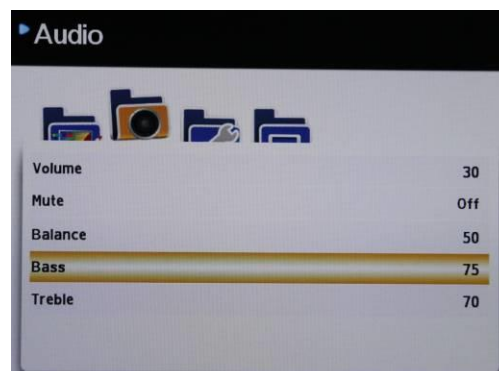 Audio
Volume 30
Mute Off
Balance 50
Bass 75
Treble 70